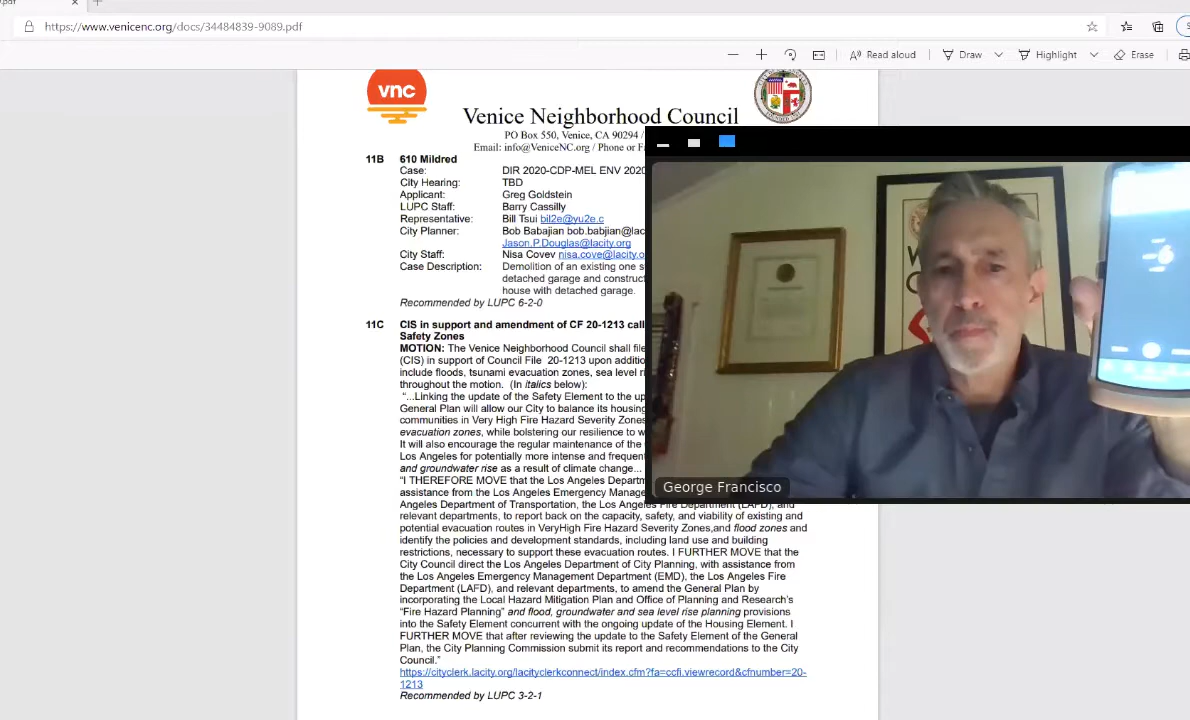 .pdf
https://www.venicenc.org/docs/34484839-9089.pdf
Read aloud
Draw
Highlight
Erase
vnc
Venice Neighborhood Council
PO Box 550, Venice, CA 90294 /
Email: info@VeniceNC.org / Phone or Fa
11B 610 Mildred
Case: DIR 2020-CDP-MEL ENV 2020
City Hearing: TBD
Applicant: Greg Goldstein
LUPC Staff: Barry Cassilly
Representative: Bill Tsui bil2e@yu2e.c
City Planner: Bob Babajian bob.babjian@lac
Jason.P.Douglas@lacity.org
City Staff: Nisa Covev nisa.cove@lacity.o
Case Description: Demolition of an existing one s
detached garage and construc
house with detached garage.
Recommended by LUPC 6-2-0
11C CIS in support and amendment of CF 20-1213 call
Safety Zones
MOTION: The Venice Neighborhood Council shall file
(CIS) in support of Council File 20-1213 upon addition
include floods, tsunami evacuation zones, sea level ri
throughout the motion. (In italics below):
"...Linking the update of the Safety Element to the up
General Plan will allow our City to balance its housing
communities in Very High Fire Hazard Severity Zones
evacuation zones, while bolstering our resilience to w
It will also encourage the regular maintenance of the
Los Angeles for potentially more intense and frequent
and groundwater rise as a result of climate change...
"I THEREFORE MOVE that the Los Angeles Departm
assistance from the Los Angeles Emergency Manage
Angeles Department of Transportation, the Los Angeles Fire Department (LAFD), and
relevant departments, to report back on the capacity, safety, and viability of existing and
potential evacuation routes in VeryHigh Fire Hazard Severity Zones,and flood zones and
identify the policies and development standards, including land use and building
restrictions, necessary to support these evacuation routes. I FURTHER MOVE that the
City Council direct the Los Angeles Department of City Planning, with assistance from
the Los Angeles Emergency Management Department (EMD), the Los Angeles Fire
Department (LAFD), and relevant departments, to amend the General Plan by
incorporating the Local Hazard Mitigation Plan and Office of Planning and Research's
"Fire Hazard Planning" and flood, groundwater and sea level rise planning provisions
into the Safety Element concurrent with the ongoing update of the Housing Element. I
FURTHER MOVE that after reviewing the update to the Safety Element of the General
Plan, the City Planning Commission submit its report and recommendations to the City
Council."
https://cityclerk.lacity.org/lacityclerkconnect/index.cfm?fa=ccfi.viewrecord&cfnumber=20-
1213
Recommended by LUPC 3-2-1
George Francisco